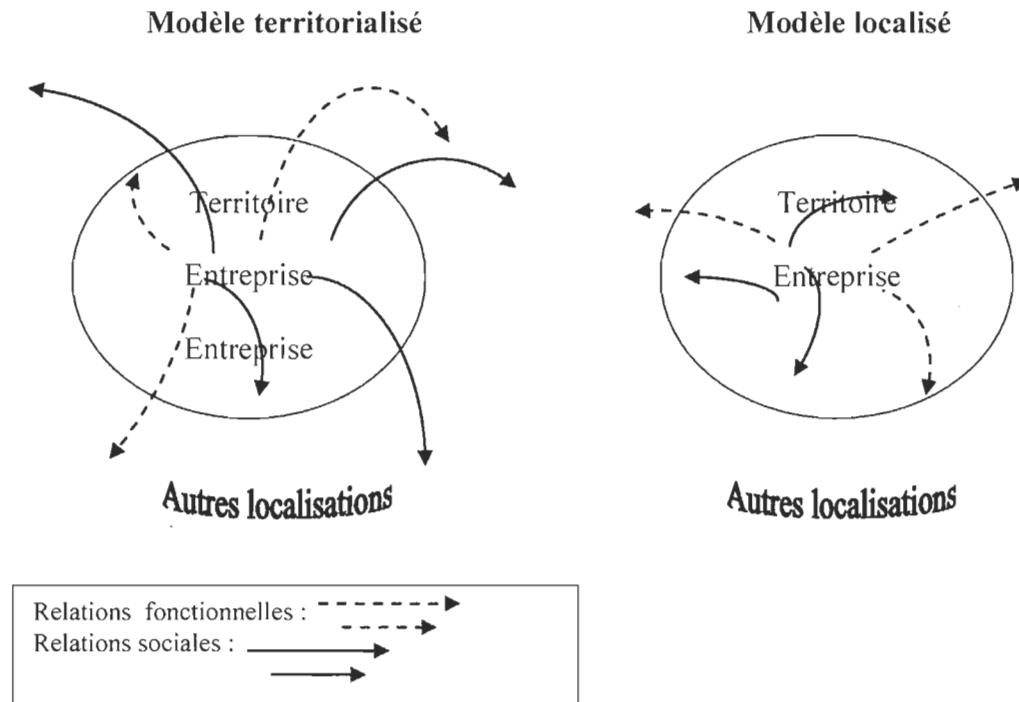 Modèle territorialisé
Modèle localisé
Territoire
Entreprise
Entreprise
Autres localisations
Territoire
Entreprise
Autres localisations
Relations fonctionnelles :
Relations sociales :